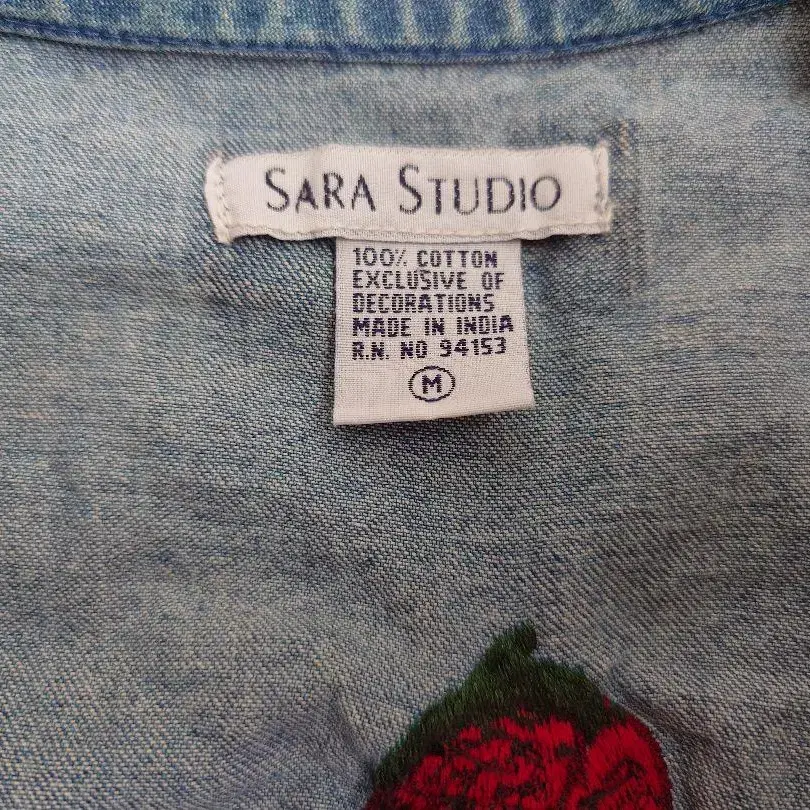 SARA STUDIO
100% COTTON
EXCLUSIVE OF
DECORATIONS
MADE IN INDIA
R.N. NO 94153
M